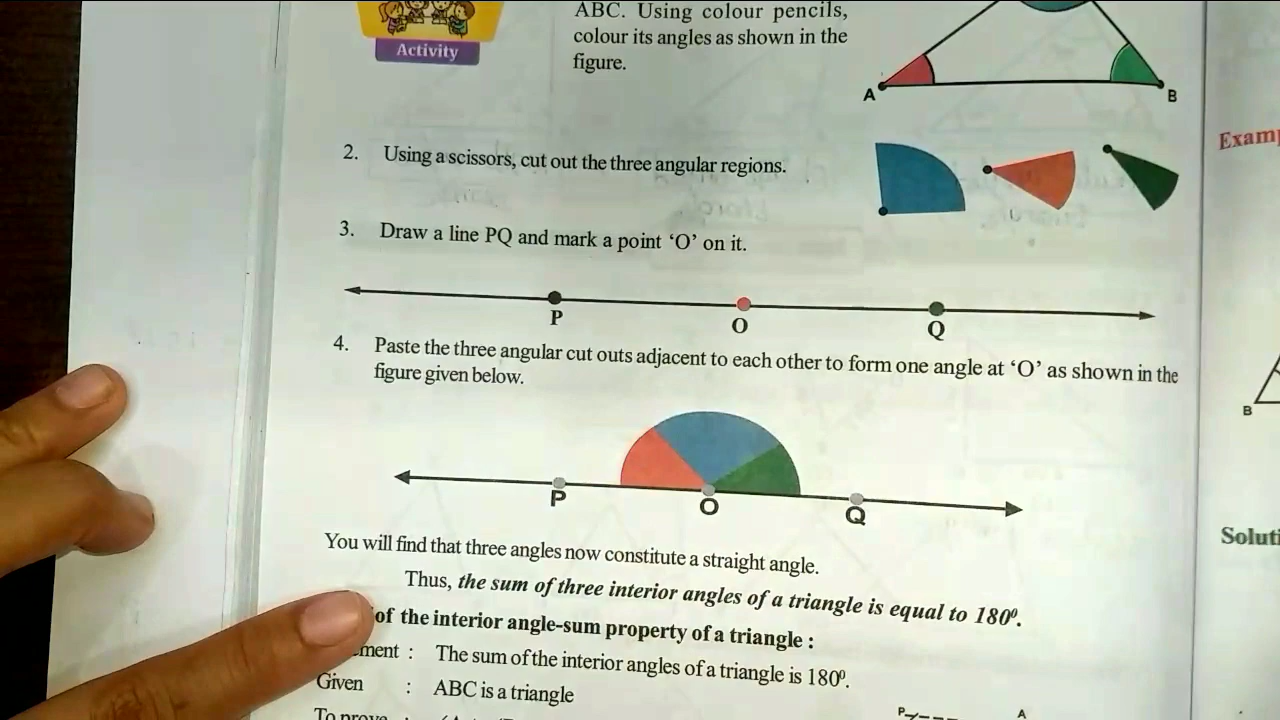 Activity
ABC. Using colour pencils,
colour its angles as shown in the
figure.
A
B
2. Using a scissors, cut out the three angular regions.
3. Draw a line PQ and mark a point ‘O’ on it.
P
O
Q
4. Paste the three angular cut outs adjacent to each other to form one angle at ‘O’ as shown in the
figure given below.
P
O
Q
You will find that three angles now constitute a straight angle.
Thus, the sum of three interior angles of a triangle is equal to 180⁰.
of the interior angle-sum property of a triangle :
ment : The sum of the interior angles of a triangle is 180⁰.
Given : ABC is a triangle
To prove :
P
A
Exam
B
Soluti